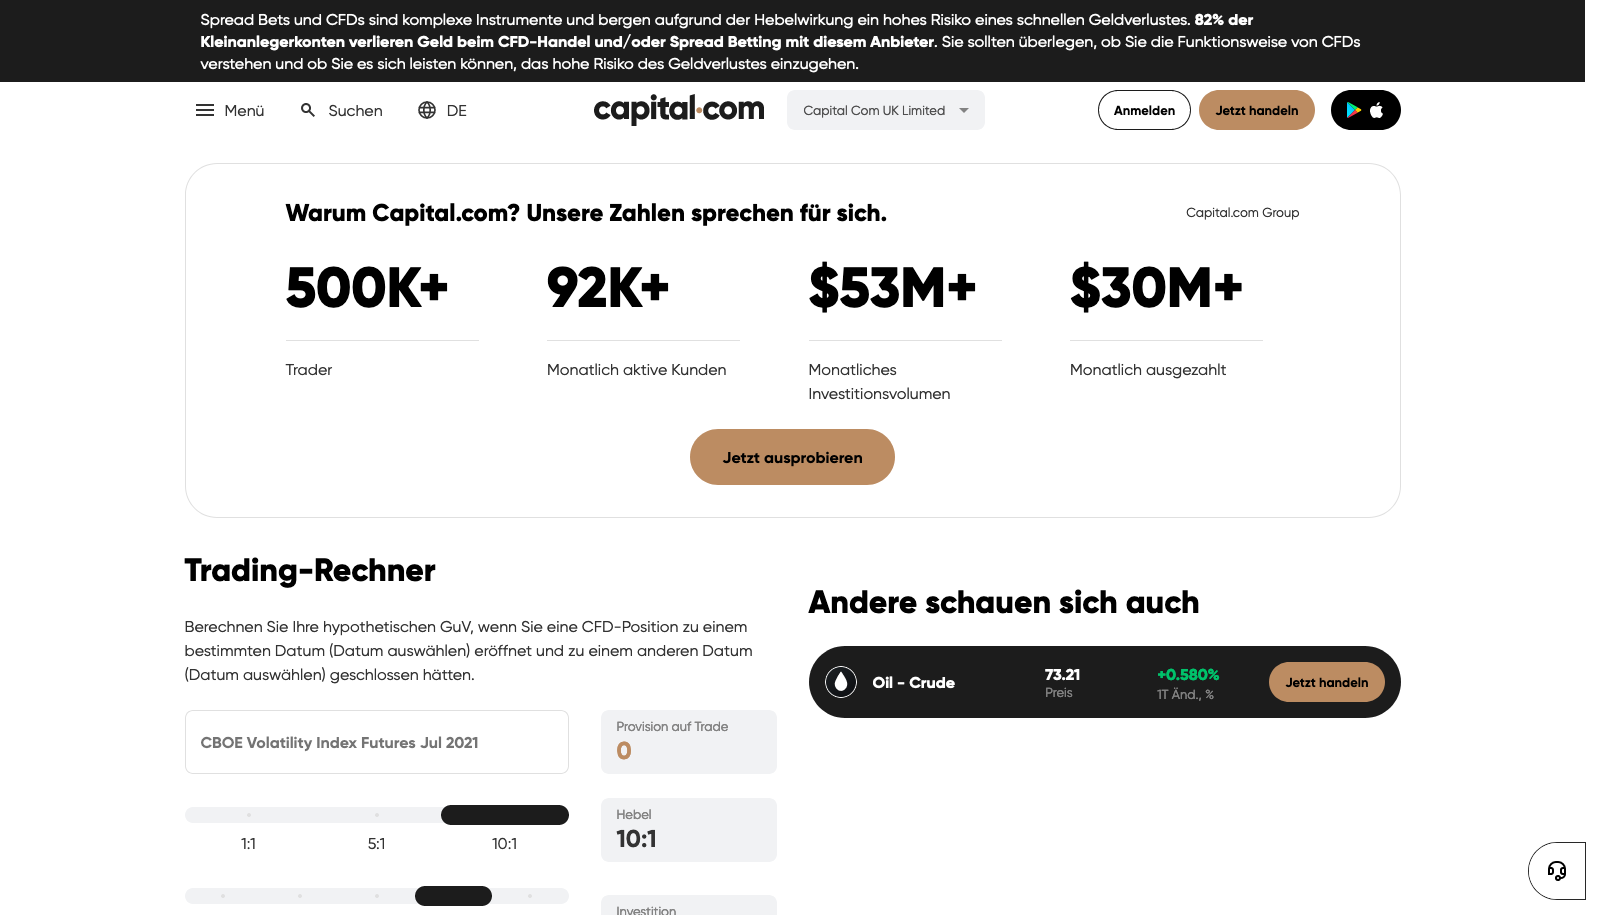 Spread Bets und CFDs sind komplexe Instrumente und bergen aufgrund der Hebelwirkung ein hohes Risiko eines schnellen Geldverlustes. 82% der
Kleinanlegerkonten verlieren Geld beim CFD-Handel und/oder Spread Betting mit diesem Anbieter. Sie sollten überlegen, ob Sie die Funktionsweise von CFDs
verstehen und ob Sie es sich leisten können, das hohe Risiko des Geldverlustes einzugehen.
Menü
Suchen
DE
capital.com
Capital Com UK Limited
Anmelden
Jetzt handeln
Warum Capital.com? Unsere Zahlen sprechen für sich.
Capital.com Group
500K+
Trader
92K+
Monatlich aktive Kunden
$53M+
Monatliches
Investitionsvolumen
$30M+
Monatlich ausgezahlt
Jetzt ausprobieren
Trading-Rechner
Berechnen Sie Ihre hypothetischen GuV, wenn Sie eine CFD-Position zu einem
bestimmten Datum (Datum auswählen) eröffnet und zu einem anderen Datum
(Datum auswählen) geschlossen hätten.
CBOE Volatility Index Futures Jul 2021
Provision auf Trade
0
1:1
5:1
10:1
Hebel
10:1
Investition
Andere schauen sich auch
Oil - Crude
73.21
Preis
+0.580%
1T Änd., %
Jetzt handeln